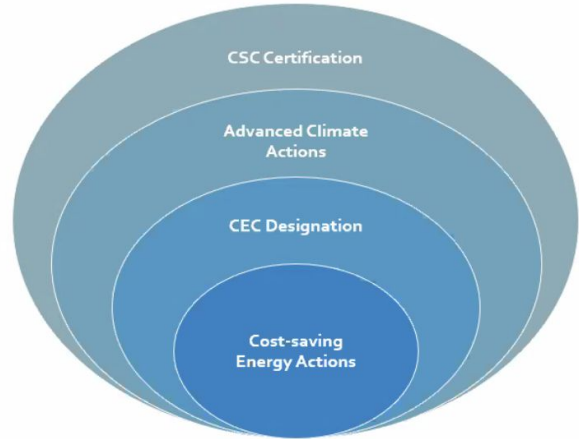 CSC Certification
Advanced Climate
Actions
CEC Designation
Cost-saving
Energy Actions